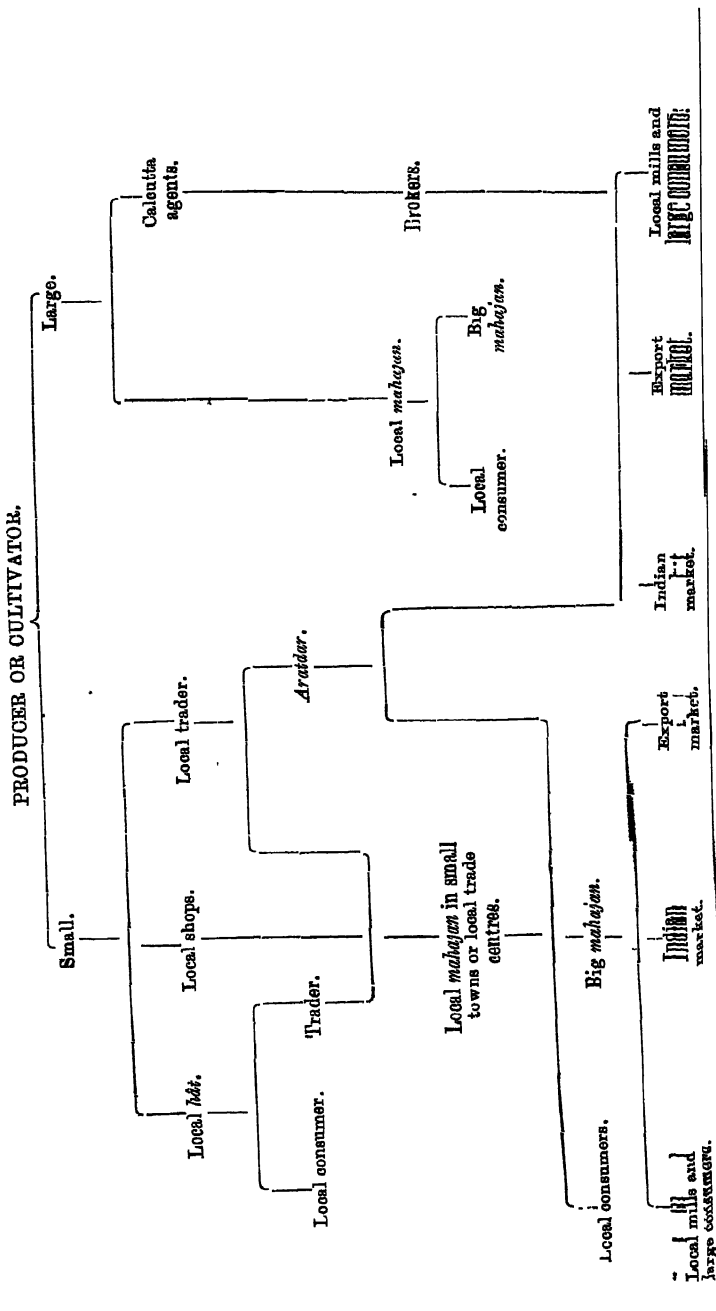 PRODUCER OR CULTIVATOR.
Small.
Large.
Local hât.
Local shops.
Local trader.
Calcutta
agents.
Local consumer.
Trader.
Aratdar.
Local mahajan.
Brokers.
Local
consumer.
Big
mahajan.
Local mahajan in small
towns or local trade
centres.
Local consumers.
Big mahajan.
Local mills and
large consumers.
Indian
market.
Export
market.
Indian
market.
Export
market.
Local mills and
large consumers.